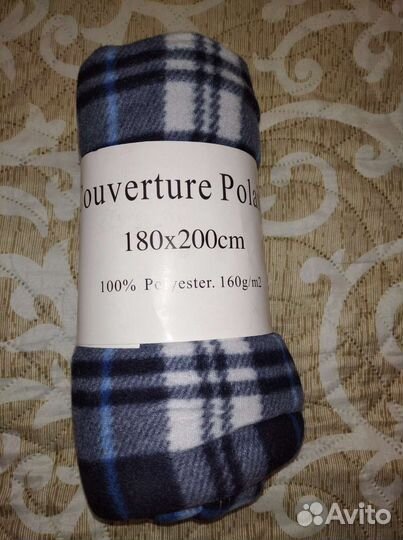 ouverture Pola
180x200cm
100% Polyester. 160g/m2
Avito